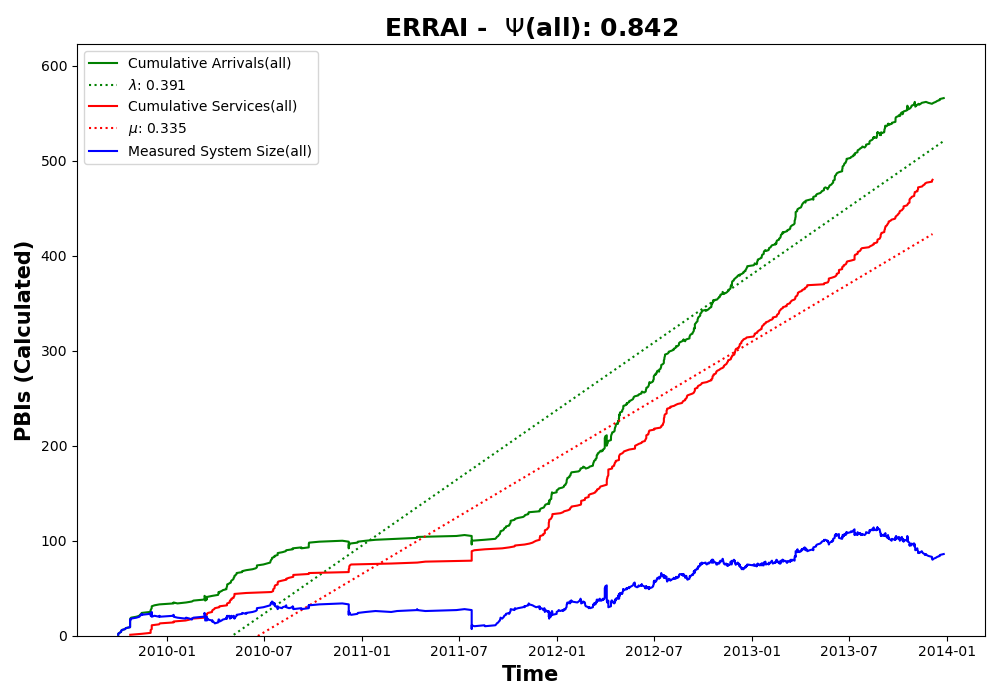 ERRAI - Ψ(all): 0.842
Cumulative Arrivals(all)
λ: 0.391
Cumulative Services(all)
μ: 0.335
Measured System Size(all)
PBIs (Calculated)
600
500
400
300
200
100
0
2010-01 2010-07 2011-01 2011-07 2012-01 2012-07 2013-01 2013-07 2014-01
Time